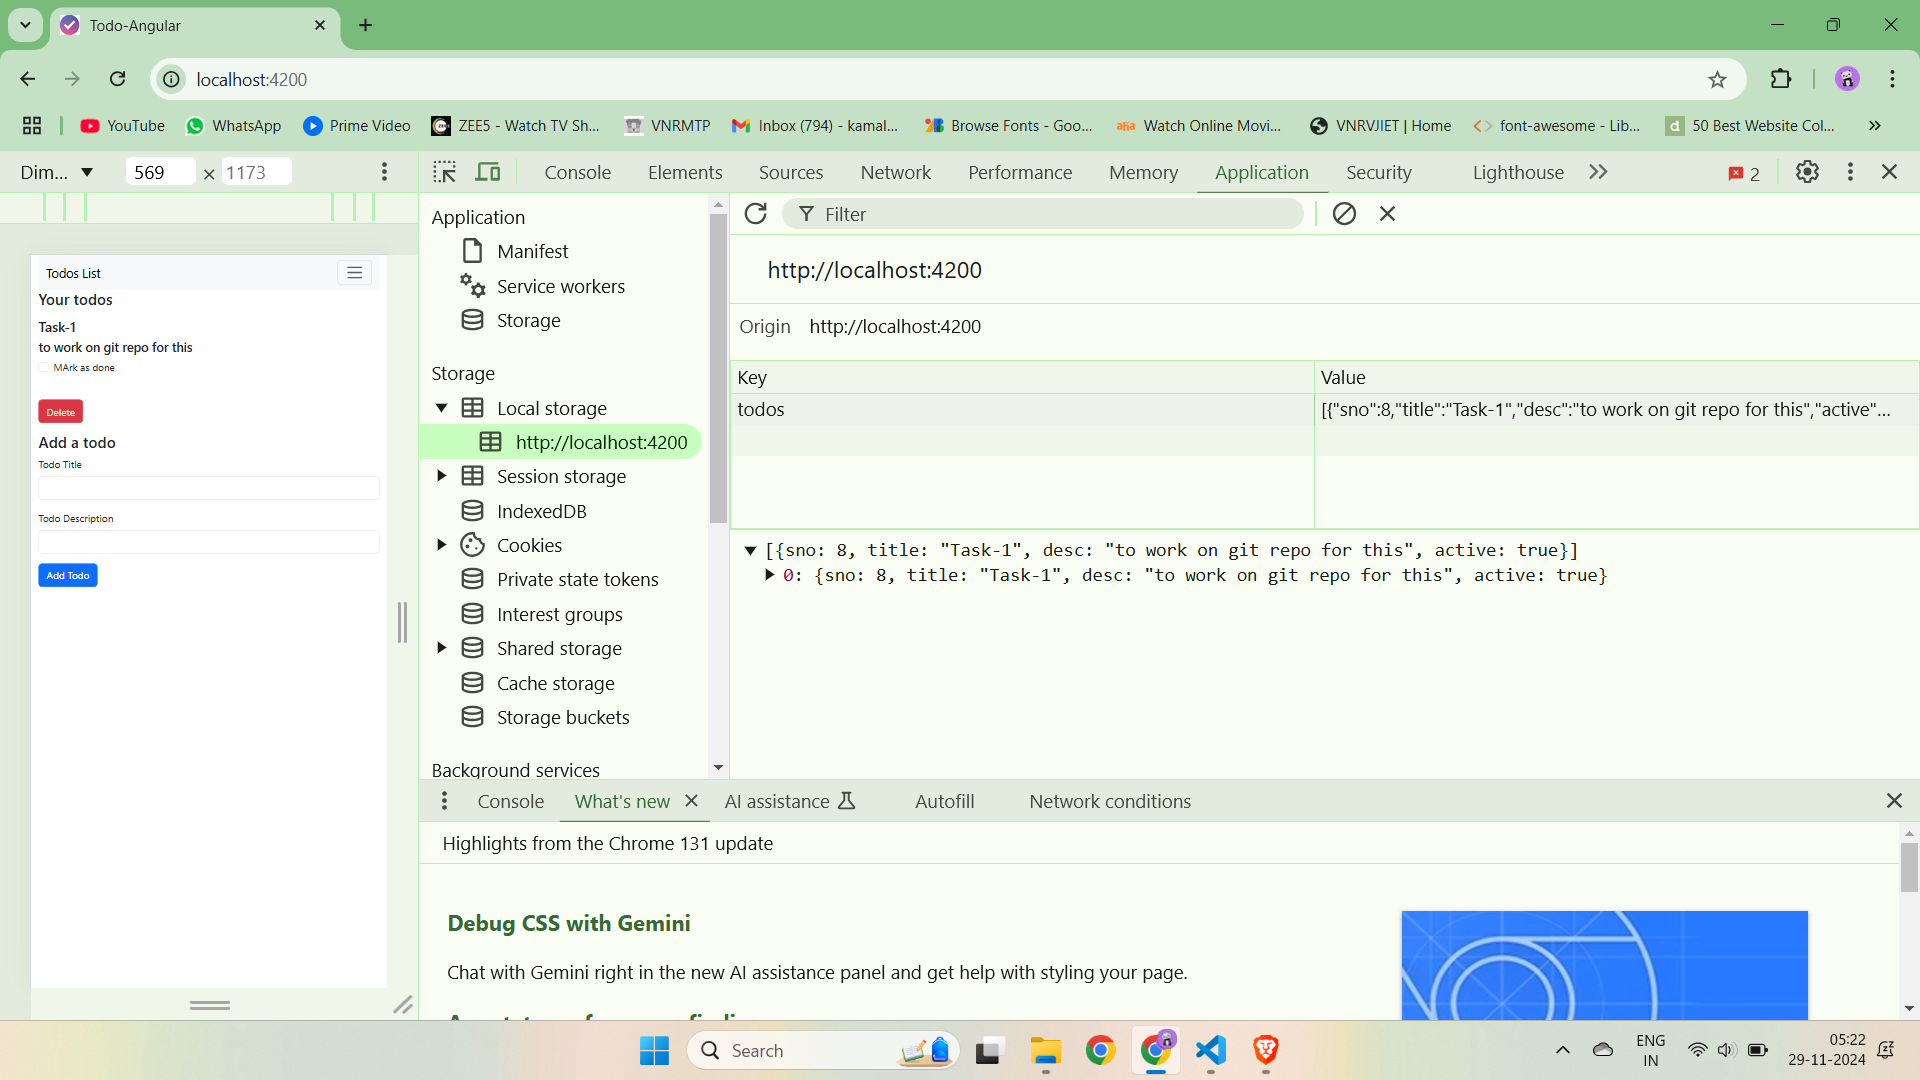 Todo-Angular
localhost:4200
YouTube
WhatsApp
Prime Video
ZEE5 - Watch TV Sh...
VNRMTP
Inbox (794) - kamal...
Browse Fonts - Goo...
aha
Watch Online Movi...
VNRVJIET | Home
font-awesome - Lib...
d
50 Best Website Col...
Dim...
569 × 1173
Console
Elements
Sources
Network
Performance
Memory
Application
Security
Lighthouse
2
Todos List
Your todos
Task-1
to work on git repo for this
MArk as done
Delete
Add a todo
Todo Title
Todo Description
Add Todo
Application
Manifest
Service workers
Storage
Storage
Local storage
http://localhost:4200
Session storage
IndexedDB
Cookies
Private state tokens
Interest groups
Shared storage
Cache storage
Storage buckets
Background services
Filter
http://localhost:4200
Origin http://localhost:4200
Key Value
todos [{"sno":8,"title":"Task-1","desc":"to work on git repo for this","active"...
[{sno: 8, title: "Task-1", desc: "to work on git repo for this", active: true}]
0: {sno: 8, title: "Task-1", desc: "to work on git repo for this", active: true}
Console
What's new
AI assistance
Autofill
Network conditions
Highlights from the Chrome 131 update
Debug CSS with Gemini
Chat with Gemini right in the new AI assistance panel and get help with styling your page.
Search
ENG
IN
05:22
29-11-2024